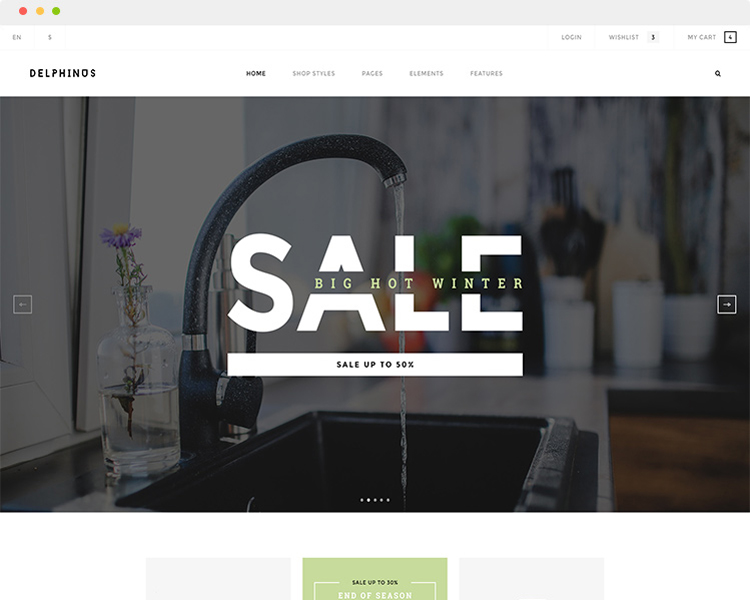 EN $ LOGIN WISHLIST 3 MY CART 4
DELPHINUS HOME SHOP STYLES PAGES ELEMENTS FEATURES
SALE
BIG HOT WINTER
SALE UP TO 50%
SALE UP TO 30%
END OF SEASON